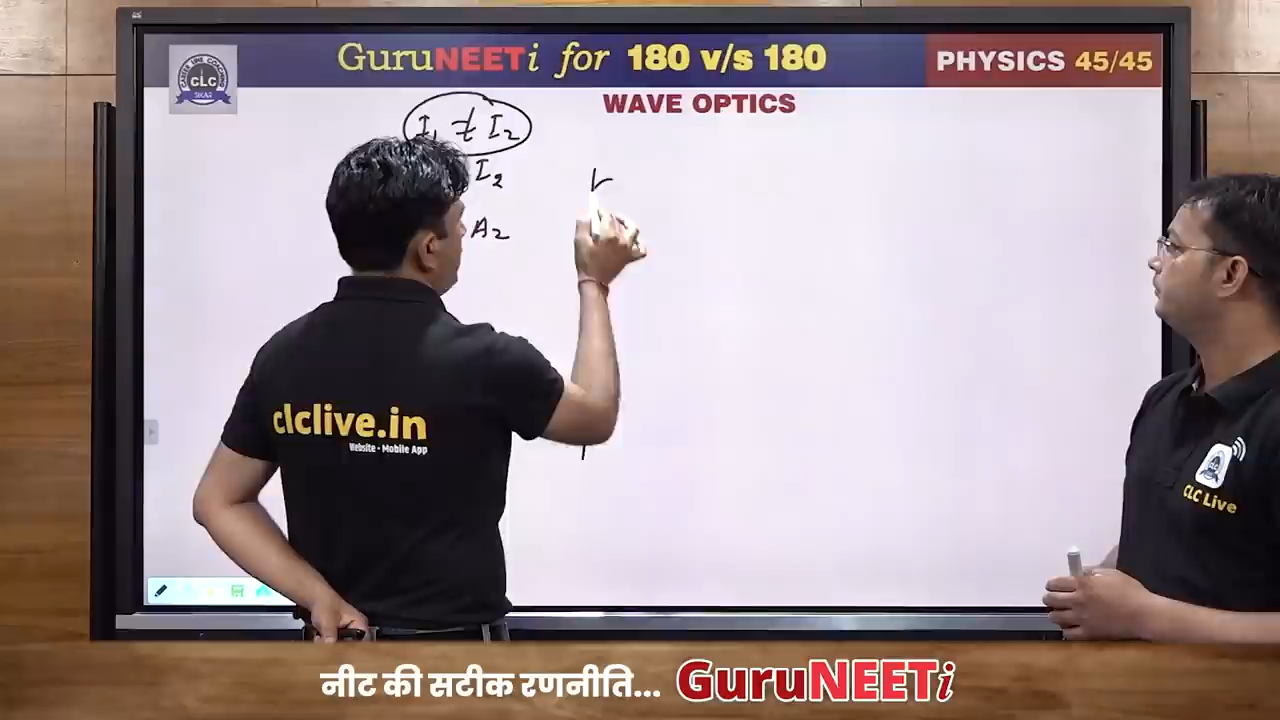 GuruNEETi for 180 v/s 180
PHYSICS 45/45
CLC
SIKAR
WAVE OPTICS
I₁ ≠ I₂
I₂
A₂
clclive.in
Website - Mobile App
CLC Live
नीट की सटीक रणनीति... GuruNEETi